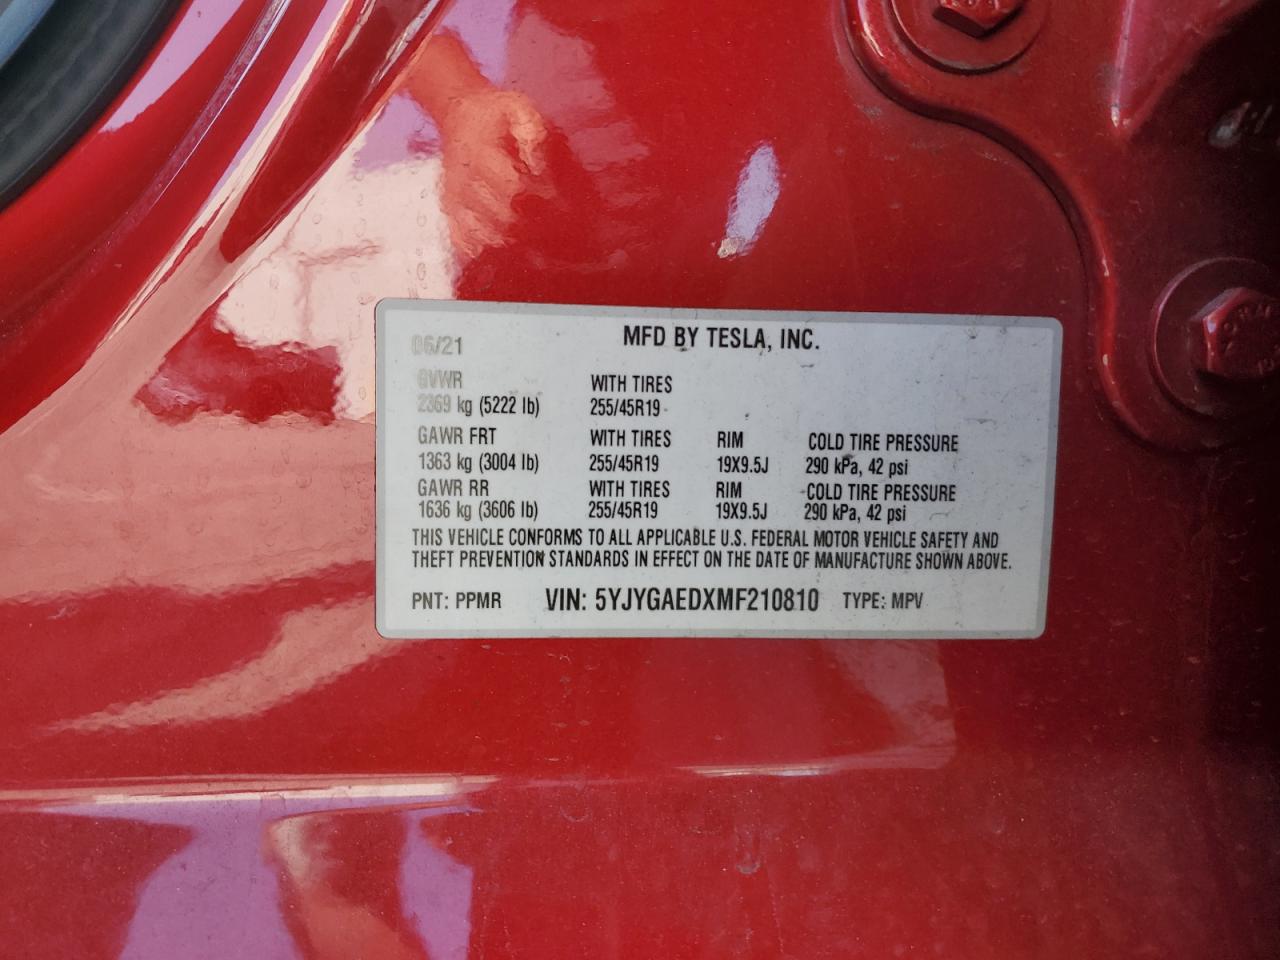 MFD BY TESLA, INC.
06/21
GVWR WITH TIRES
2369 kg (5222 lb) 255/45R19
GAWR FRT WITH TIRES RIM COLD TIRE PRESSURE
1363 kg (3004 lb) 255/45R19 19X9.5J 290 kPa, 42 psi
GAWR RR WITH TIRES RIM COLD TIRE PRESSURE
1636 kg (3606 lb) 255/45R19 19X9.5J 290 kPa, 42 psi
THIS VEHICLE CONFORMS TO ALL APPLICABLE U.S. FEDERAL MOTOR VEHICLE SAFETY AND
THEFT PREVENTION STANDARDS IN EFFECT ON THE DATE OF MANUFACTURE SHOWN ABOVE.
PNT: PPMR VIN: 5YJYGAEDXMF210810 TYPE: MPV